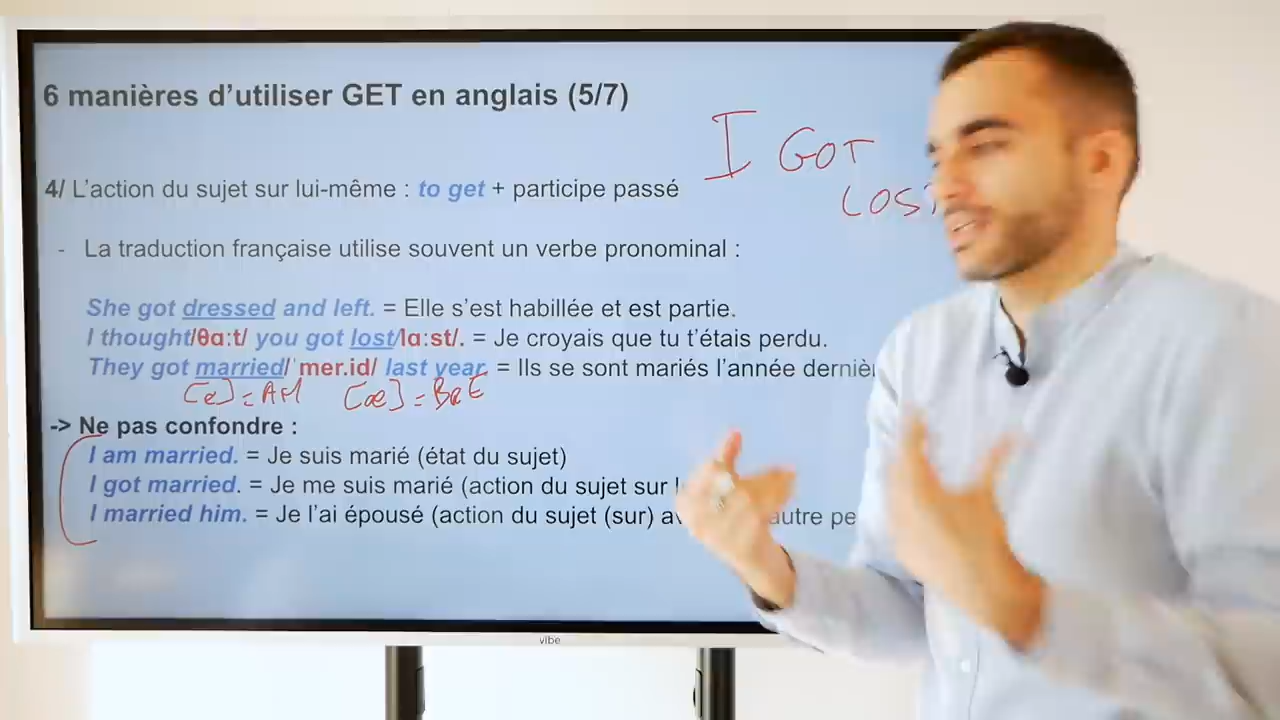 6 manières d'utiliser GET en anglais (5/7)
I GOT
LOST
4/ L'action du sujet sur lui-même : to get + participe passé
- La traduction française utilise souvent un verbe pronominal :
She got dressed and left. = Elle s'est habillée et est partie.
I thought/θɑːt/ you got lost/lɑːst/. = Je croyais que tu t'étais perdu.
They got married/ˈmer.id/ last year. = Ils se sont mariés l'année
[e] = AM [æ] = BrE
-> Ne pas confondre :
I am married. = Je suis marié (état du sujet)
I got married. = Je me suis marié (action du sujet sur
I married him. = Je l'ai épousé (action du sujet (sur) autre
vibe